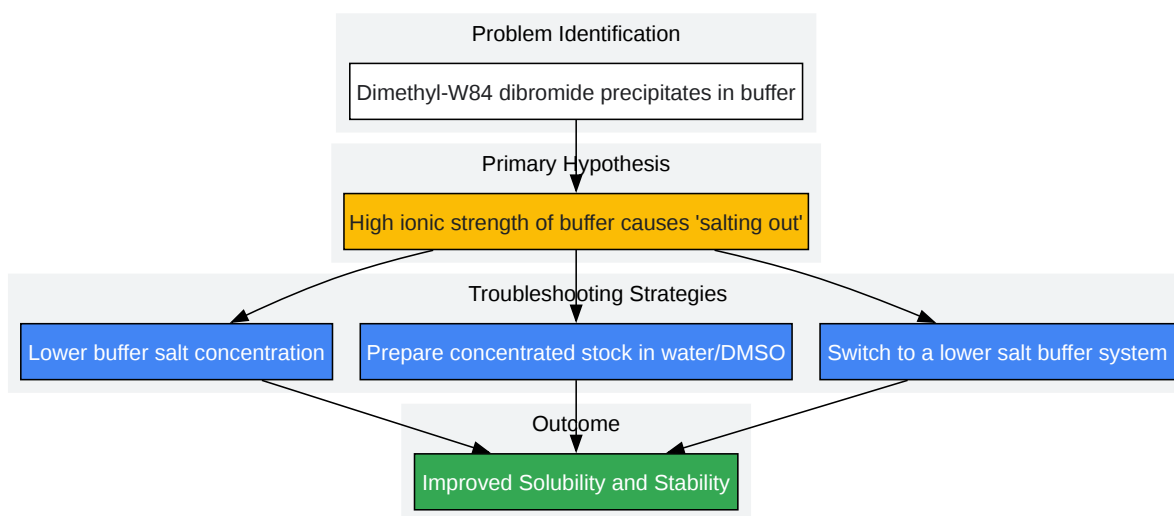 Problem Identification
Dimethyl-W84 dibromide precipitates in buffer
Primary Hypothesis
High ionic strength of buffer causes 'salting out'
Troubleshooting Strategies
Lower buffer salt concentration
Prepare concentrated stock in water/DMSO
Switch to a lower salt buffer system
Outcome
Improved Solubility and Stability